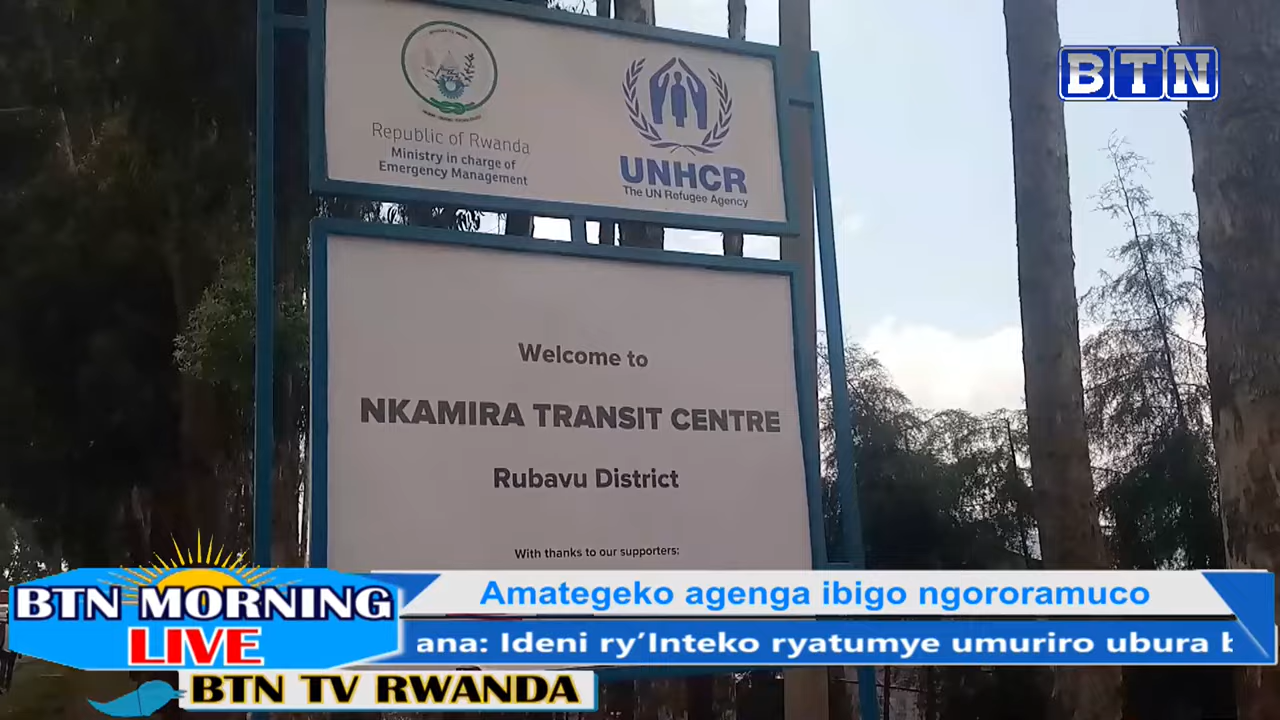 BTN
Republic of Rwanda
Ministry in charge of
Emergency Management
UNHCR
The UN Refugee Agency
Welcome to
NKAMIRA TRANSIT CENTRE
Rubavu District
With thanks to our supporters:
BTN MORNING
LIVE
Amategeko agenga ibigo ngororamuco
ana: Ideni ry’Inteko ryatumye umuriro ubura
BTN TV RWANDA